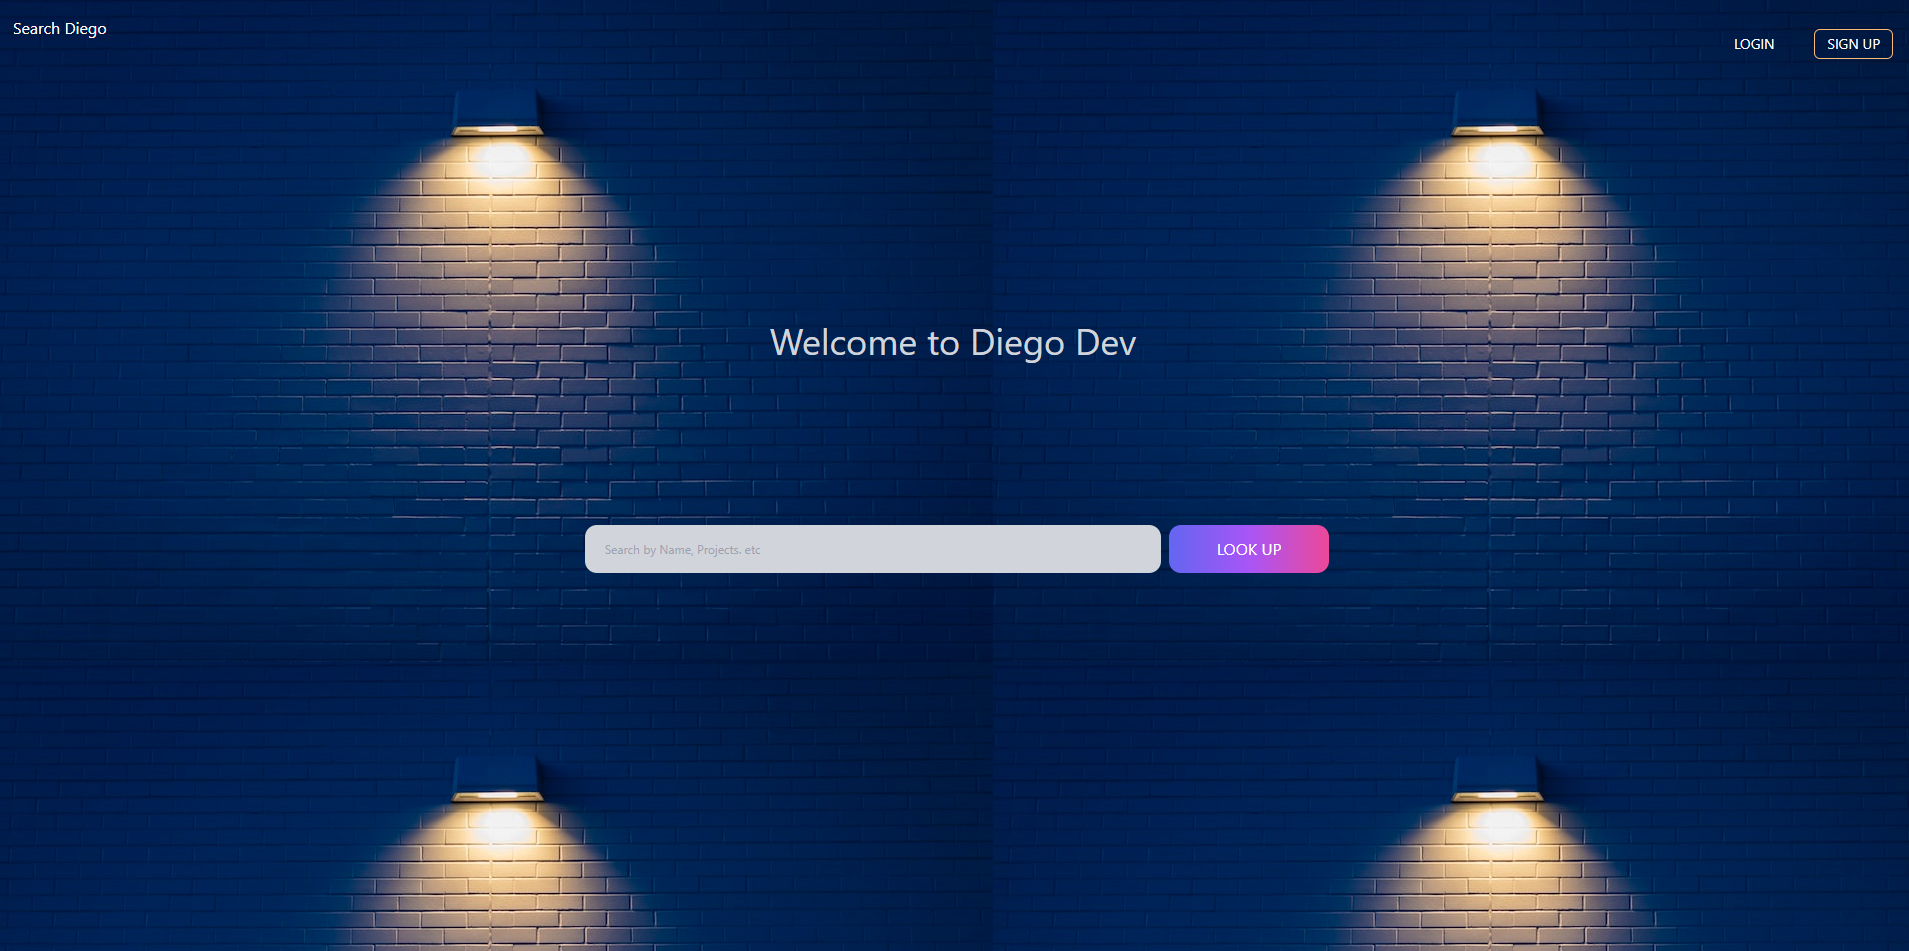 Search Diego
LOGIN
SIGN UP
Welcome to Diego Dev
Search by Name, Projects. etc
LOOK UP